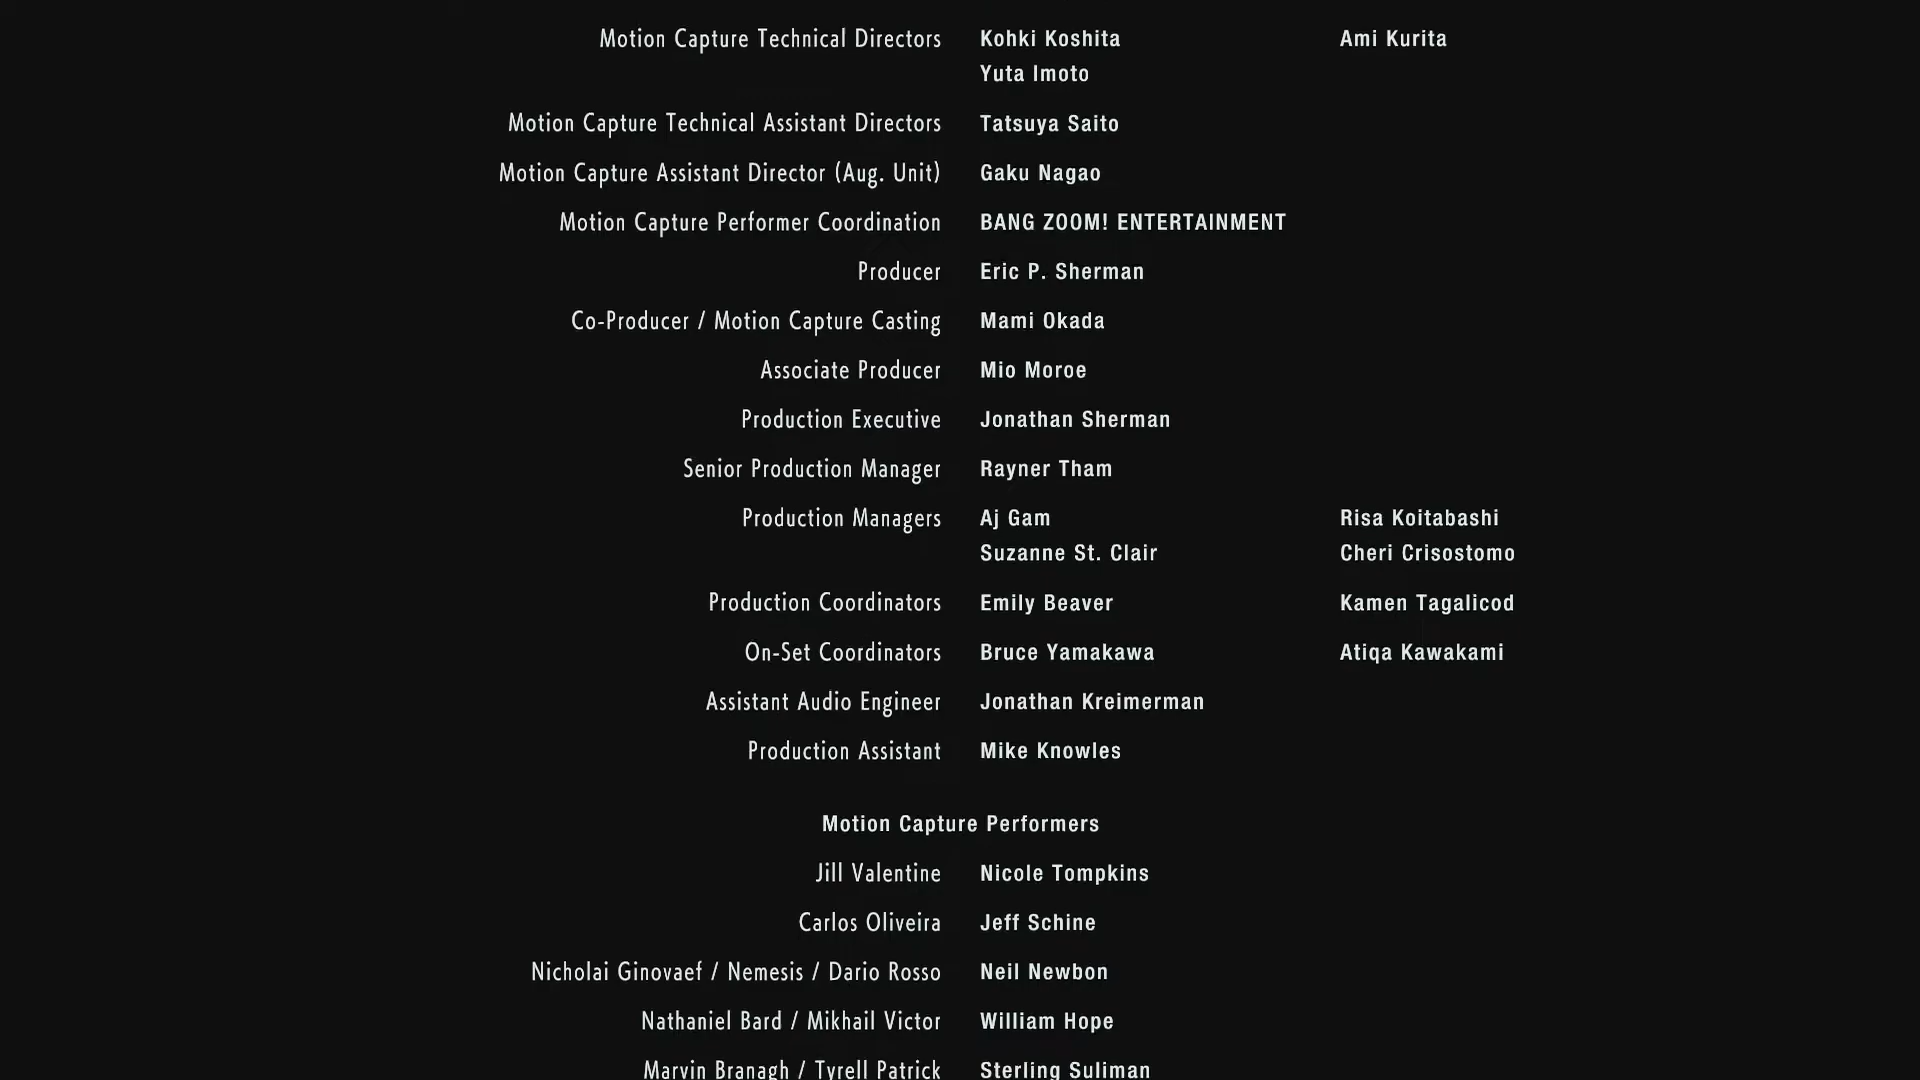 Motion Capture Technical Directors Kohki Koshita Ami Kurita
Yuta Imoto
Motion Capture Technical Assistant Directors Tatsuya Saito
Motion Capture Assistant Director (Aug. Unit) Gaku Nagao
Motion Capture Performer Coordination BANG ZOOM! ENTERTAINMENT
Producer Eric P. Sherman
Co-Producer / Motion Capture Casting Mami Okada
Associate Producer Mio Moroe
Production Executive Jonathan Sherman
Senior Production Manager Rayner Tham
Production Managers Aj Gam Risa Koitabashi
Suzanne St. Clair Cheri Crisostomo
Production Coordinators Emily Beaver Kamen Tagalicod
On-Set Coordinators Bruce Yamakawa Atiqa Kawakami
Assistant Audio Engineer Jonathan Kreimerman
Production Assistant Mike Knowles
Motion Capture Performers
Jill Valentine Nicole Tompkins
Carlos Oliveira Jeff Schine
Nicholai Ginovaef / Nemesis / Dario Rosso Neil Newbon
Nathaniel Bard / Mikhail Victor William Hope
Marvin Branagh / Tyrell Patrick Sterling Suliman